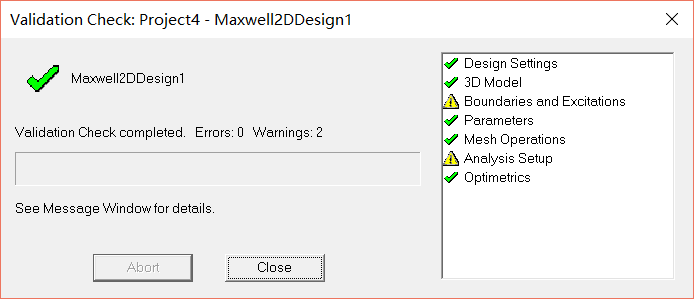 Validation Check: Project4 - Maxwell2DDesign1
Maxwell2DDesign1
Validation Check completed. Errors: 0 Warnings: 2
See Message Window for details.
Abort
Close
Design Settings
3D Model
Boundaries and Excitations
Parameters
Mesh Operations
Analysis Setup
Optimetrics